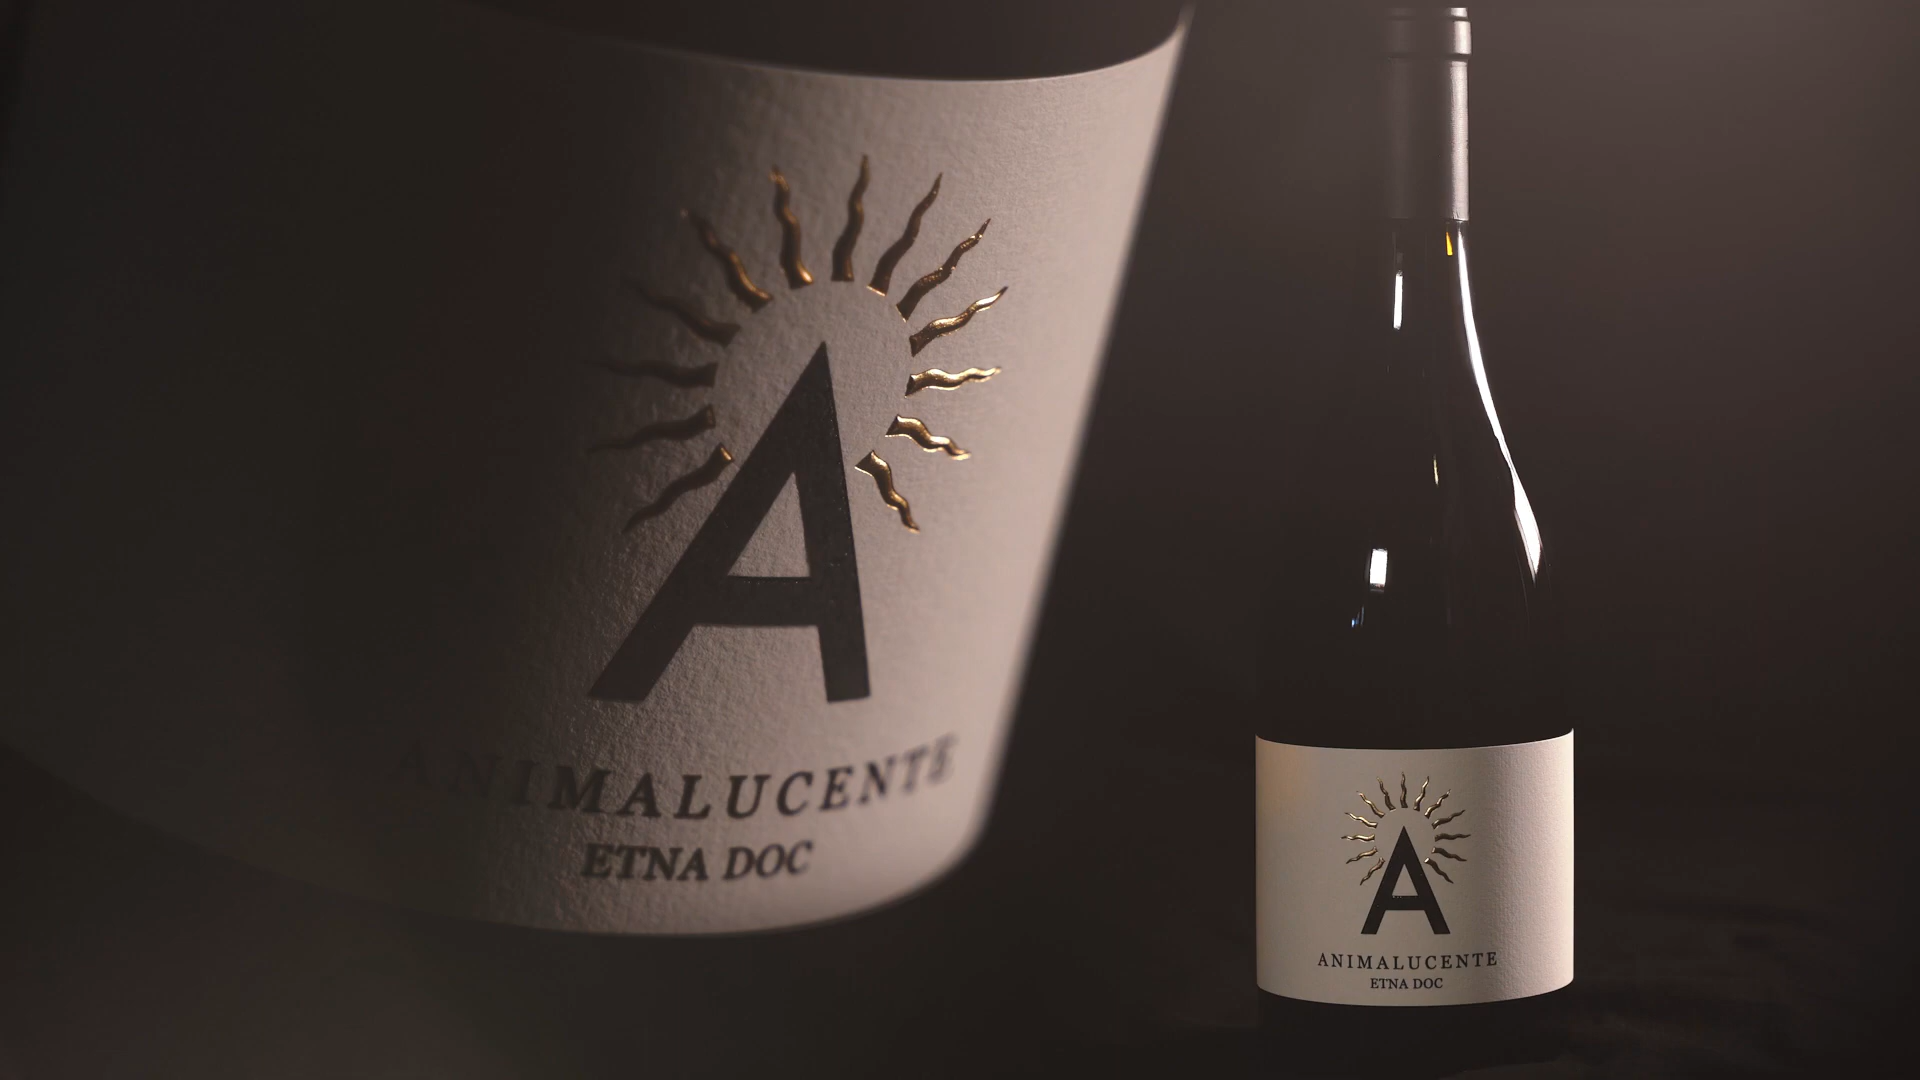 A
ANIMALUCENTE
ETNA DOC
A
ANIMALUCENTE
ETNA DOC